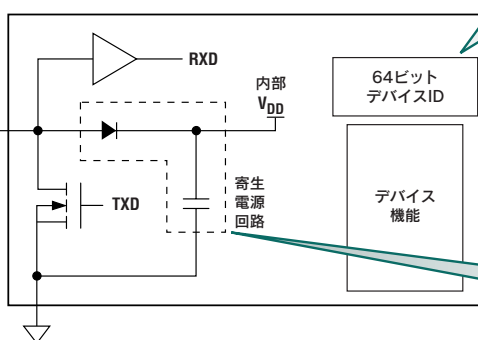 RXD
内部
VDD
64ビット
デバイスID
TXD
寄生
電源
回路
デバイス
機能